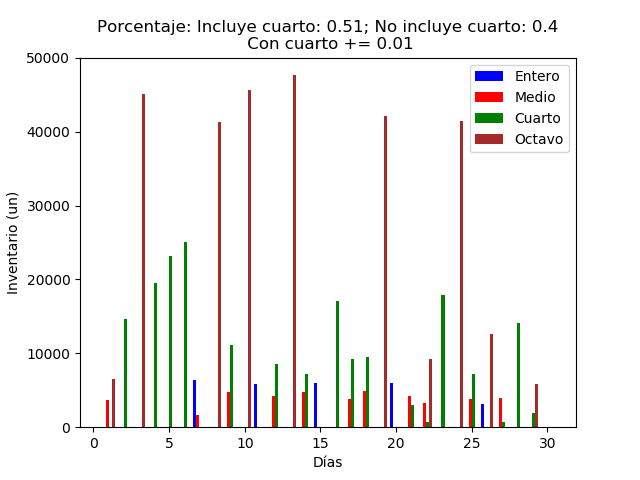 Porcentaje: Incluye cuarto: 0.51; No incluye cuarto: 0.4
Con cuarto += 0.01
50000
40000
30000
20000
10000
0
Inventario (un)
Entero
Medio
Cuarto
Octavo
0 5 10 15 20 25 30
Días